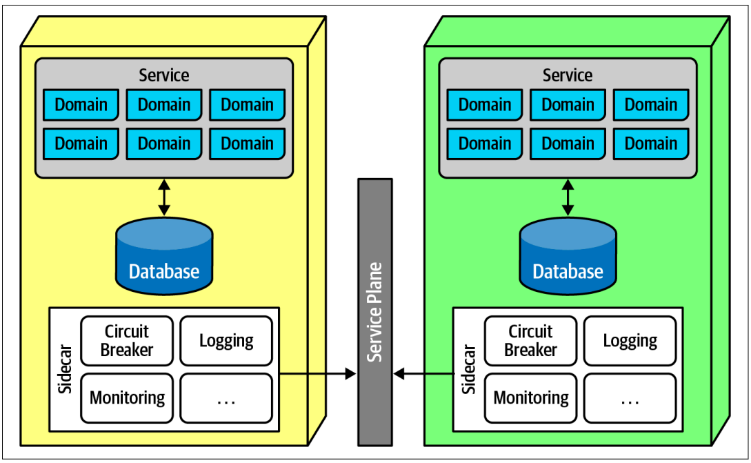 Service
Domain Domain Domain
Domain Domain Domain
Database
Sidecar
Circuit
Breaker
Logging
Monitoring
...
Service Plane
Service
Domain Domain Domain
Domain Domain Domain
Database
Sidecar
Circuit
Breaker
Logging
Monitoring
...